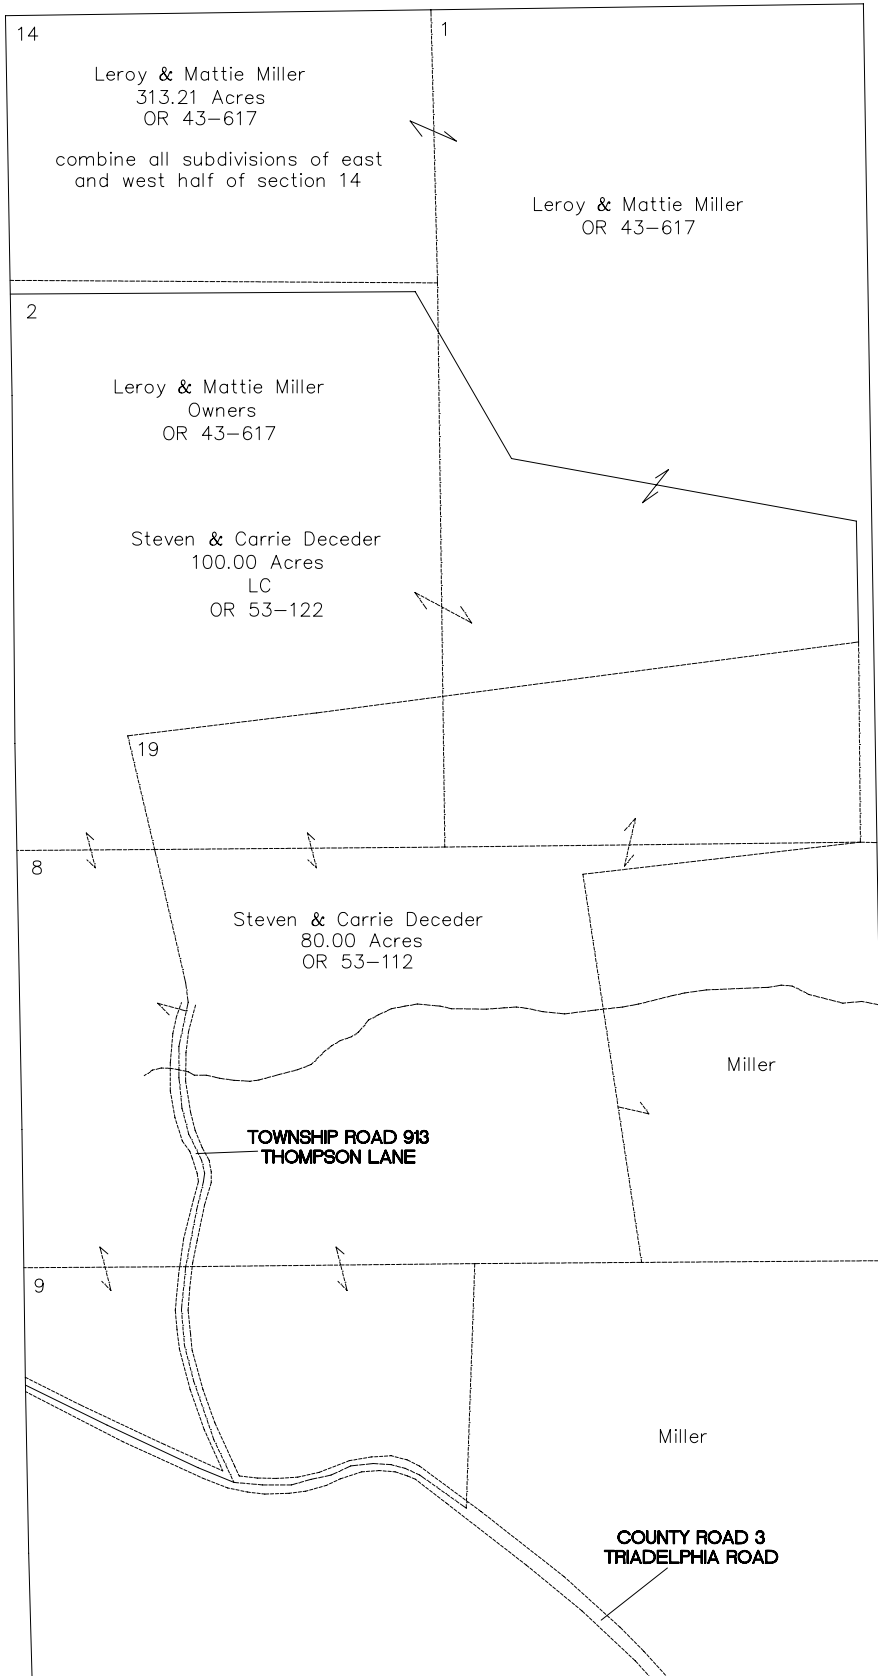 14
1
Leroy & Mattie Miller
313.21 Acres
OR 43-617
combine all subdivisions of east
and west half of section 14
Leroy & Mattie Miller
OR 43-617
2
Leroy & Mattie Miller
Owners
OR 43-617
Steven & Carrie Deceder
100.00 Acres
LC
OR 53-122
19
8
Steven & Carrie Deceder
80.00 Acres
OR 53-112
Miller
TOWNSHIP ROAD 913
THOMPSON LANE
9
Miller
COUNTY ROAD 3
TRIADELPHIA ROAD